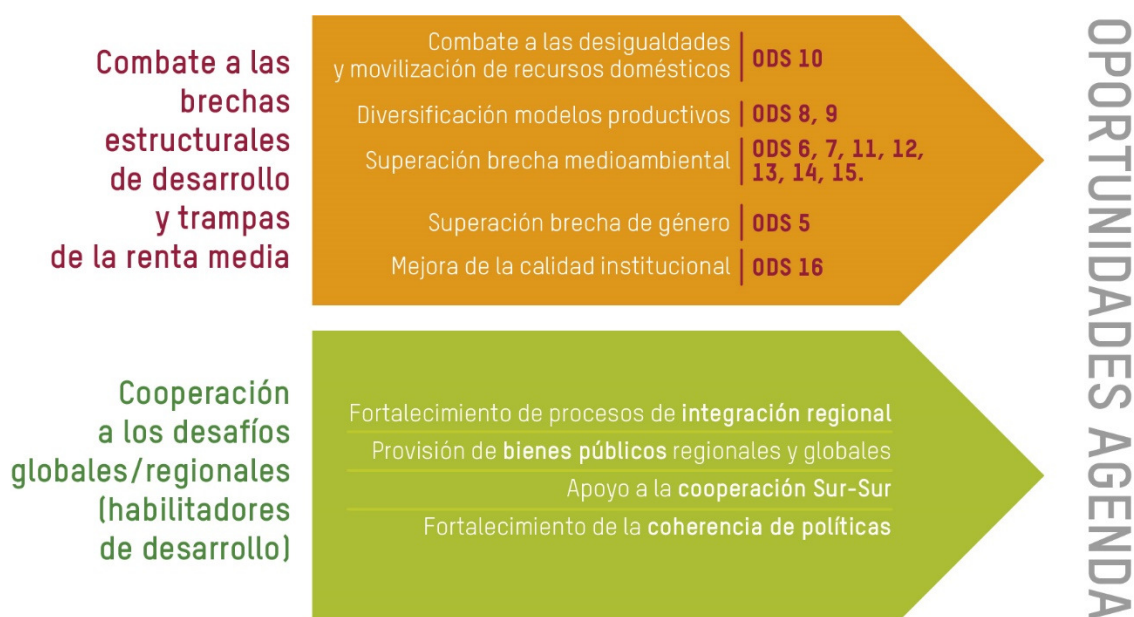 Combate a las
brechas
estructurales
de desarrollo
y trampas
de la renta media
Combate a las desigualdades
y movilización de recursos domésticos
ODS 10
Diversificación modelos productivos
ODS 8, 9
Superación brecha medioambiental
ODS 6, 7, 11, 12,
13, 14, 15.
Superación brecha de género
ODS 5
Mejora de la calidad institucional
ODS 16
Cooperación
a los desafíos
globales/regionales
(habilitadores
de desarrollo)
Fortalecimiento de procesos de integración regional
Provisión de bienes públicos regionales y globales
Apoyo a la cooperación Sur-Sur
Fortalecimiento de la coherencia de políticas
OPORTUNIDADES AGENDA